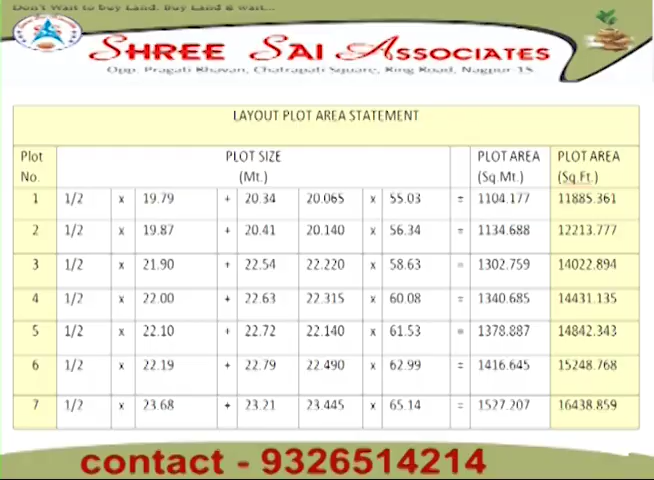 Don't Wait to buy Land, Buy Land & wait...
SHREE SAI ASSOCIATES
Opp. Pragati Bhavan, Chatrapati Square, Ring Road, Nagpur-15.
LAYOUT PLOT AREA STATEMENT
Plot No. PLOT SIZE (Mt.) PLOT AREA (Sq.Mt.) PLOT AREA (Sq.Ft.)
1 1/2 x 19.79 + 20.34 20.065 x 55.03 = 1104.177 11885.361
2 1/2 x 19.87 + 20.41 20.140 x 56.34 = 1134.688 12213.777
3 1/2 x 21.90 + 22.54 22.220 x 58.63 = 1302.759 14022.894
4 1/2 x 22.00 + 22.63 22.315 x 60.08 = 1340.685 14431.135
5 1/2 x 22.10 + 22.72 22.140 x 61.53 = 1378.887 14842.343
6 1/2 x 22.19 + 22.79 22.490 x 62.99 = 1416.645 15248.768
7 1/2 x 23.68 + 23.21 23.445 x 65.14 = 1527.207 16438.859
contact - 9326514214